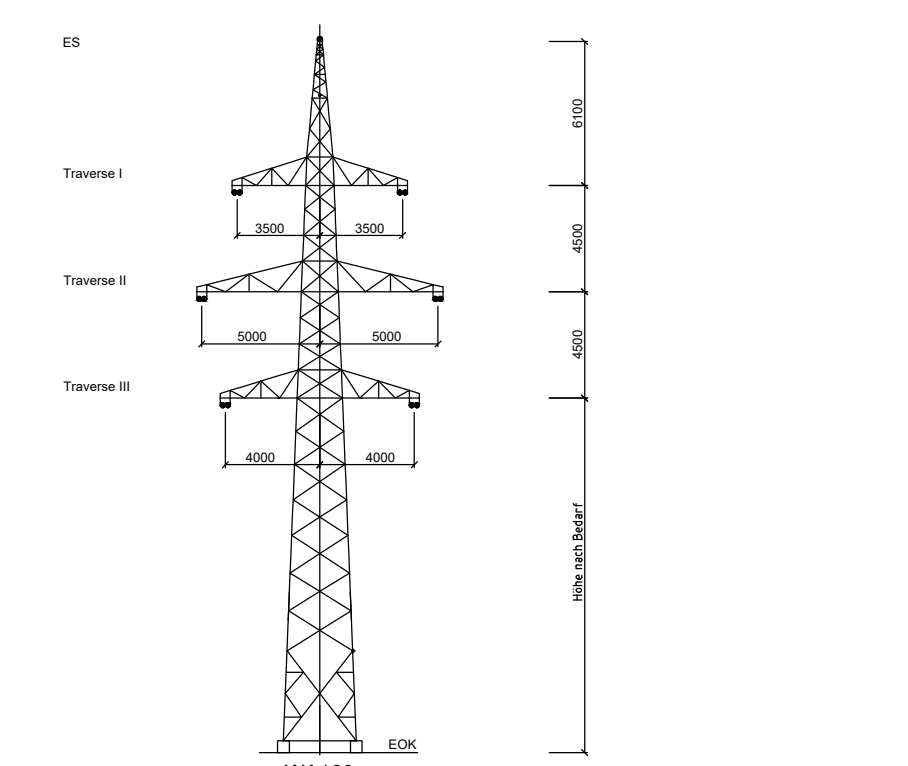 ES
6100
Traverse I
3500 3500
4500
Traverse II
5000 5000
4500
Traverse III
4000 4000
Höhe nach Bedarf
EOK